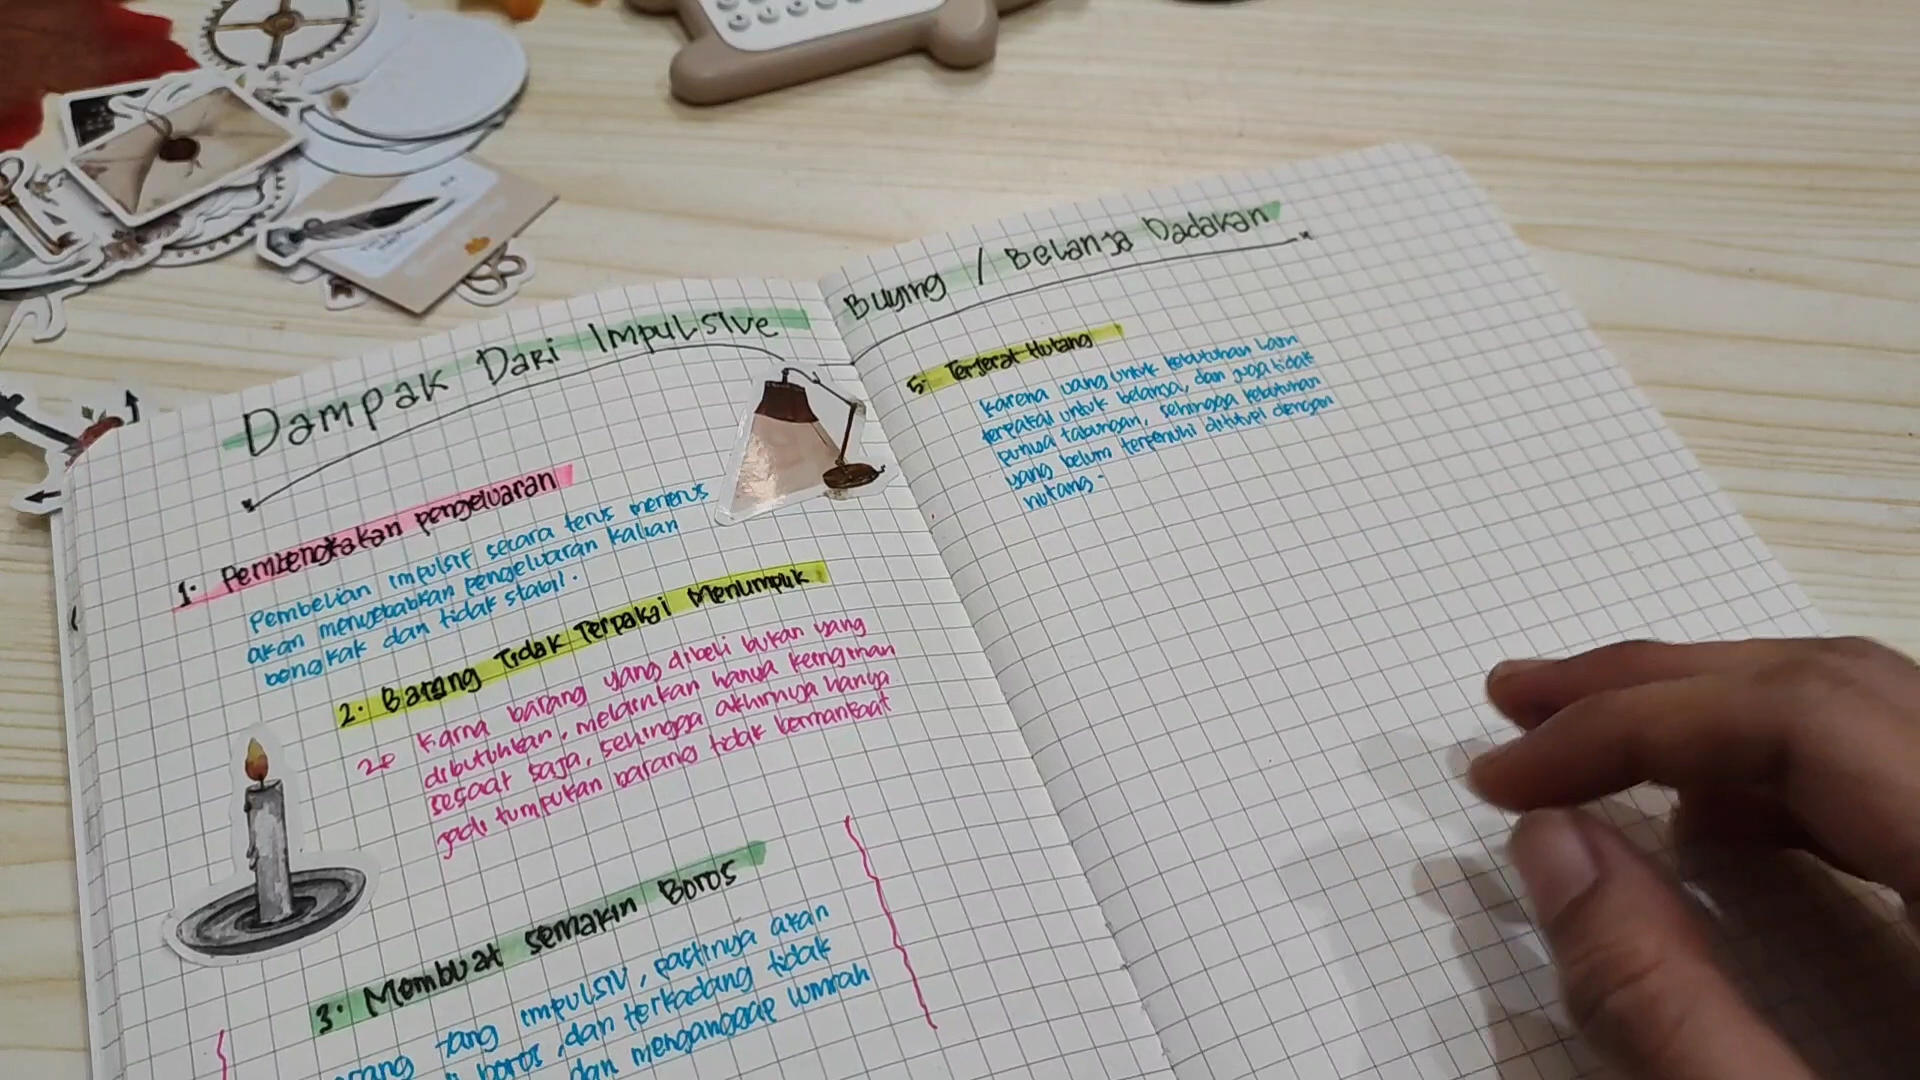 Dampak Dari Impulsive Buying / Belanja Dadakan
1. Pembengkakan pengeluaran
Pembelian impulsif secara terus menerus
akan menyebabkan pengeluaran kalian
bengkak dan tidak stabil.
2. Barang Tidak Terpakai Menumpuk
Karna barang yang dibeli bukan yang
dibutuhkan, melainkan hanya keinginan
sesaat saja, sehingga akhirnya hanya
jadi tumpukan barang tidak bermanfaat
3. Membuat semakin Boros
yang impulsiv, pastinya akan
boros, dan terkadang tidak
dan menganggap lumrah
5. Terjerat Hutang
Karena uang untuk kebutuhan lain
terpakai untuk belanja, dan juga tidak
punya tabungan, sehingga kebutuhan
yang belum terpenuhi ditutupi dengan
hutang.